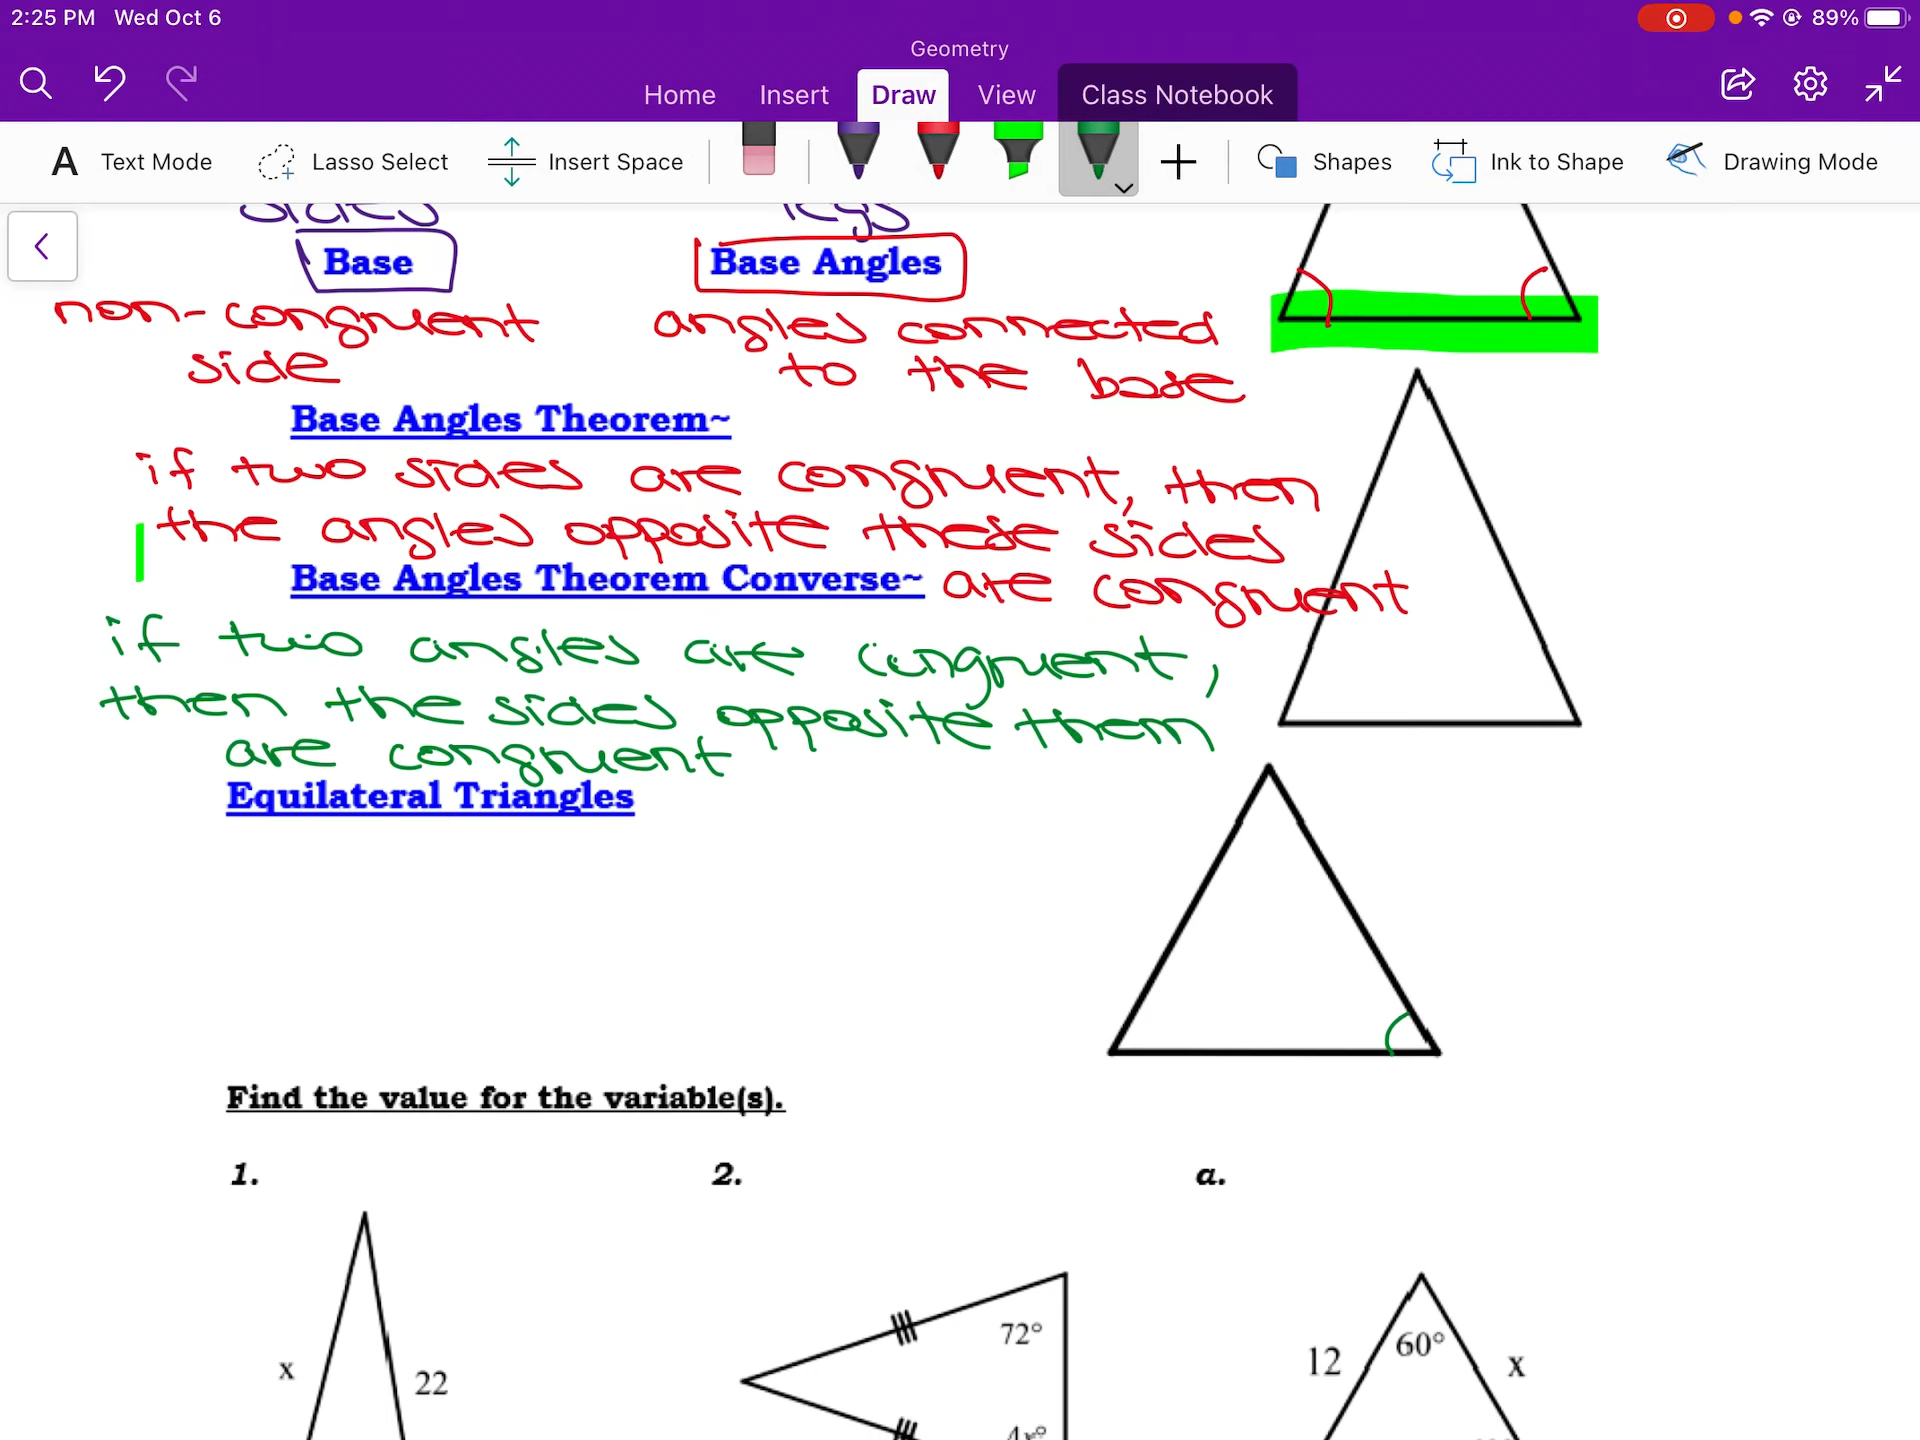 2:25 PM Wed Oct 6
89%
Geometry
Home Insert Draw View Class Notebook
A Text Mode Lasso Select Insert Space Shapes Ink to Shape Drawing Mode
sides legs
Base Base Angles
non-congruent side
angles connected to the base
Base Angles Theorem~
if two sides are congruent, then
the angles opposite these sides
are congruent
Base Angles Theorem Converse~
if two angles are congruent,
then the sides opposite them
are congruent
Equilateral Triangles
Find the value for the variable(s).
1. 2. a.
x 22
72°
4x°
12 60° x